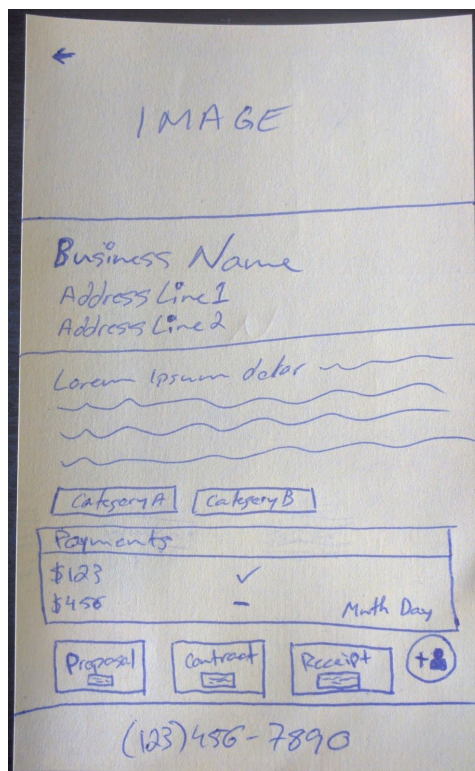 IMAGE
Business Name
Address Line 1
Address Line 2
Lorem ipsum dolor
Category A Category B
Payments
$123 ✓
$456 – Month Day
Proposal Contract Receipt +
(123)456-7890